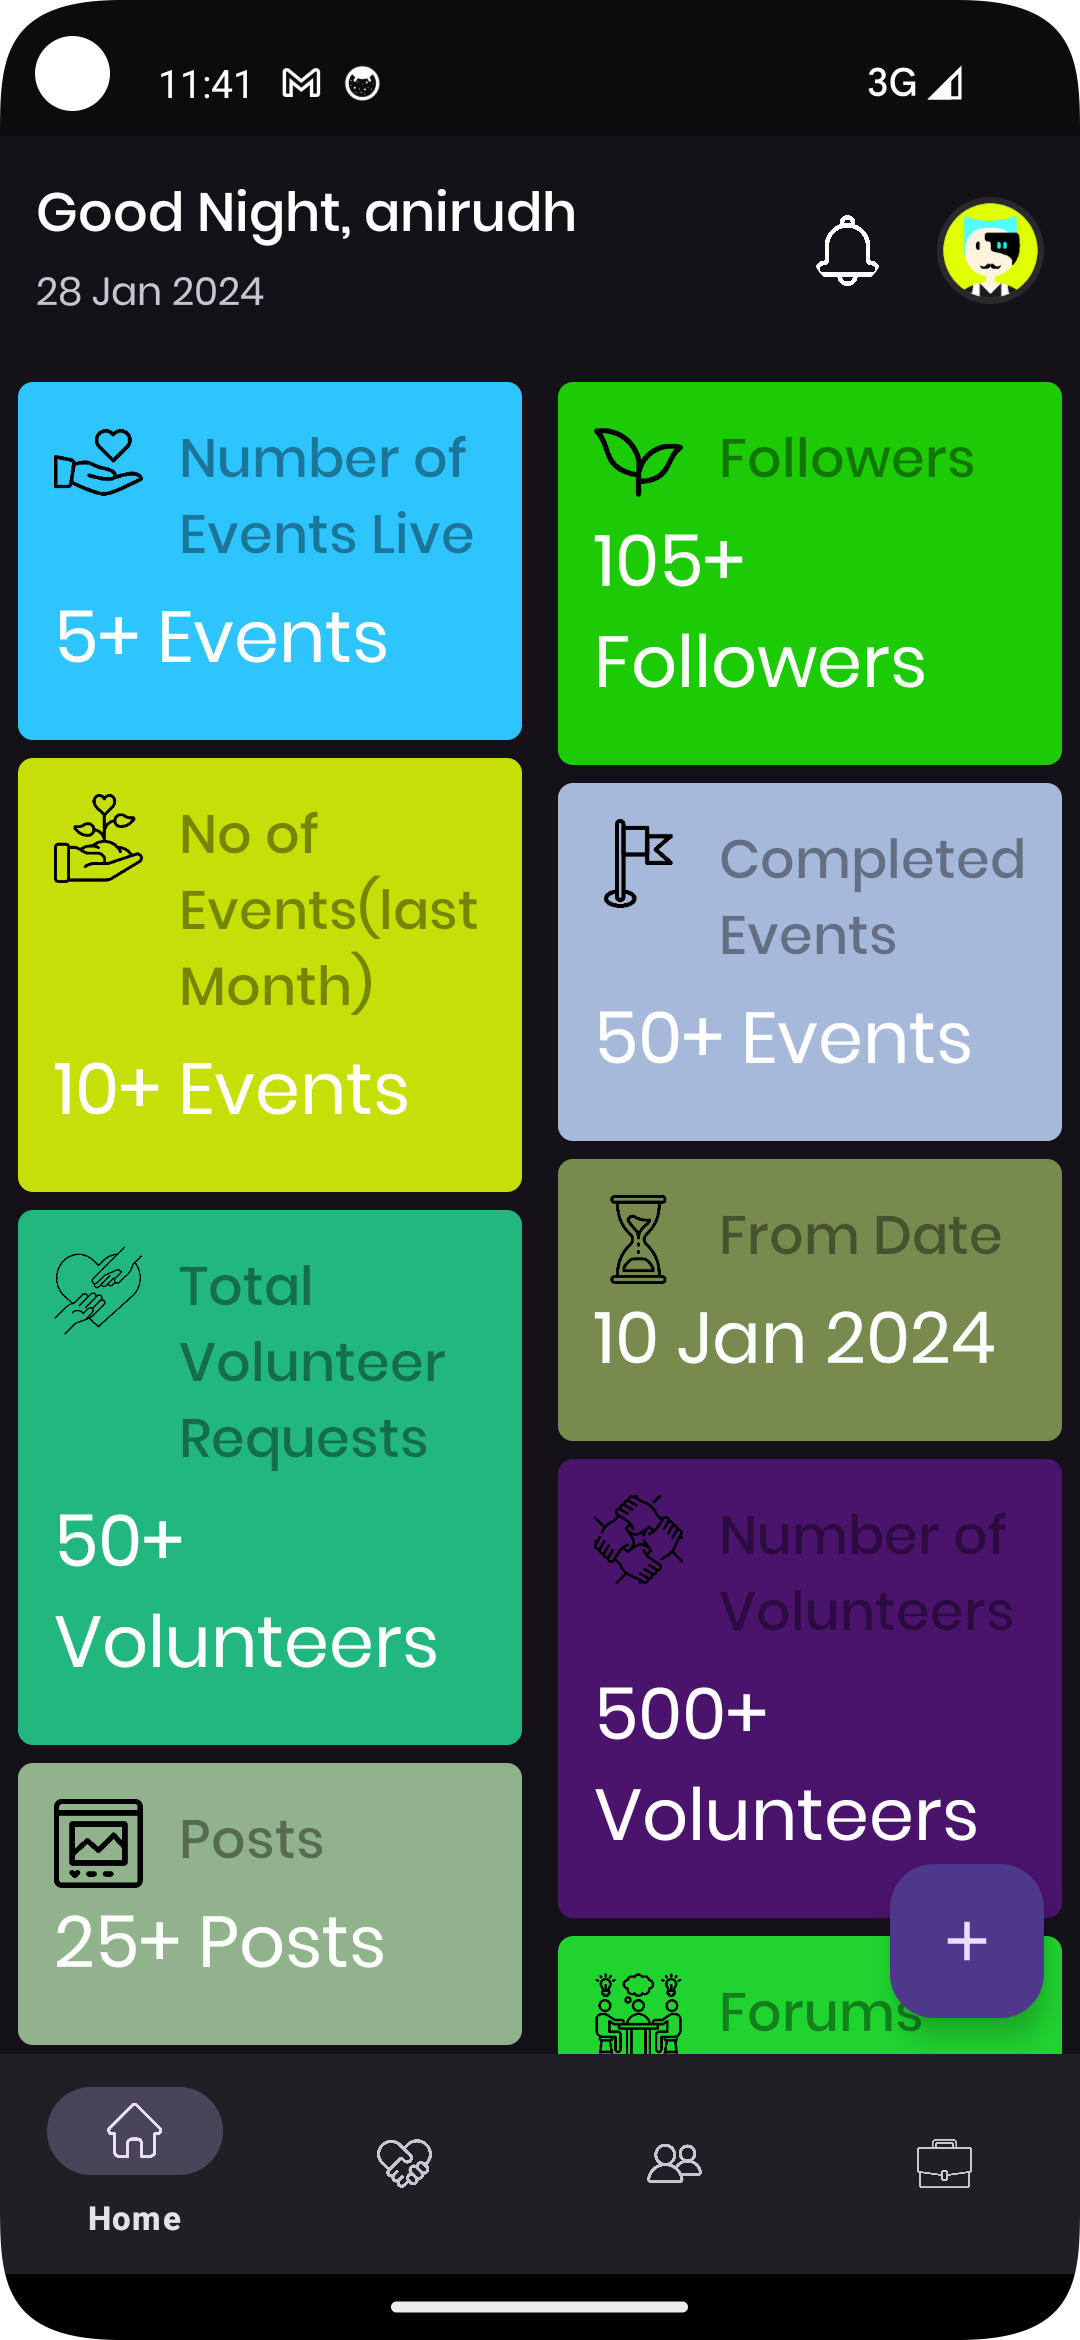 11:41
3G
Good Night, anirudh
28 Jan 2024
Number of
Events Live
5+ Events
Followers
105+
Followers
No of
Events(last
Month)
10+ Events
Completed
Events
50+ Events
Total
Volunteer
Requests
50+
Volunteers
From Date
10 Jan 2024
Number of
Volunteers
500+
Volunteers
Posts
25+ Posts
Forums
+
Home